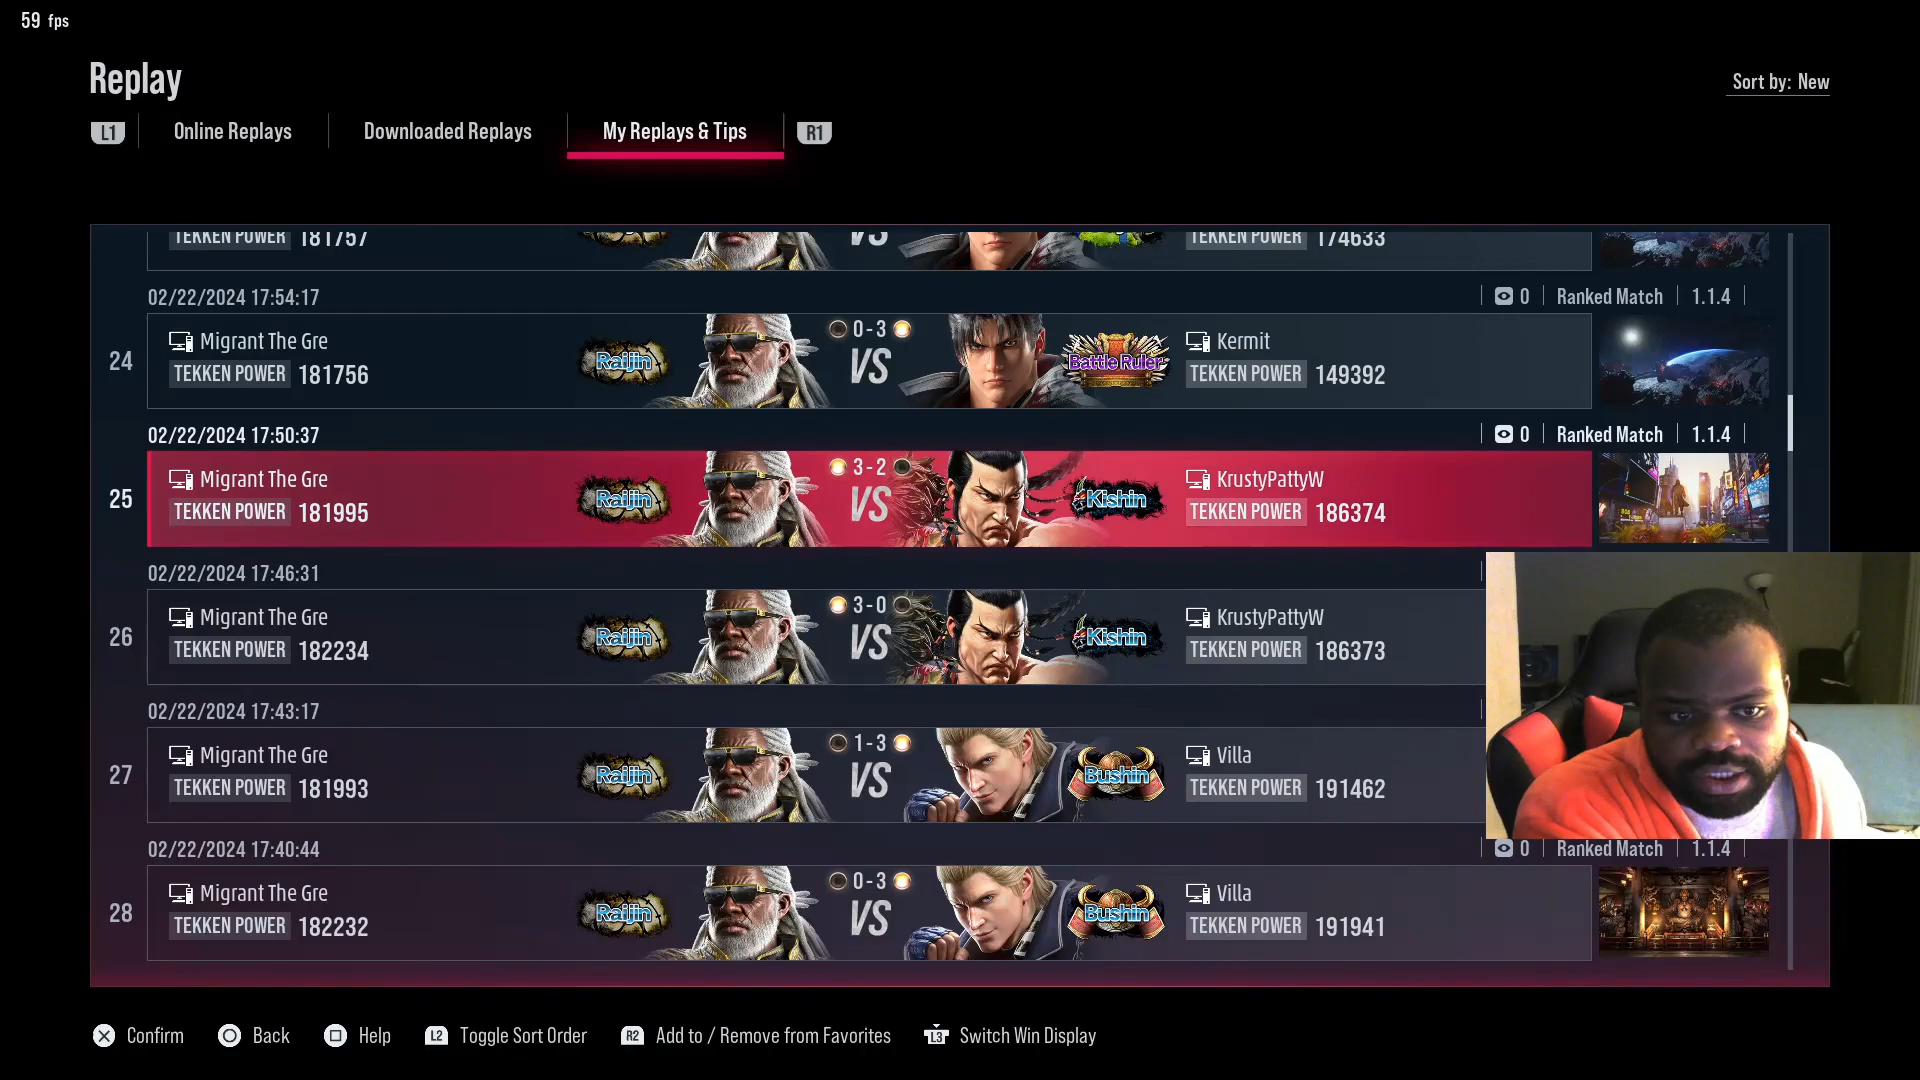 59 fps
Replay
Sort by: New
L1 Online Replays Downloaded Replays My Replays & Tips R1
TEKKEN POWER 181757 VS TEKKEN POWER 174633
02/22/2024 17:54:17 0 Ranked Match 1.1.4
24 Migrant The Gre
TEKKEN POWER 181756
Raijin 0-3 VS Battle Ruler
Kermit
TEKKEN POWER 149392
02/22/2024 17:50:37 0 Ranked Match 1.1.4
25 Migrant The Gre
TEKKEN POWER 181995
Raijin 3-2 VS Kishin
KrustyPattyW
TEKKEN POWER 186374
02/22/2024 17:46:31
26 Migrant The Gre
TEKKEN POWER 182234
Raijin 3-0 VS Kishin
KrustyPattyW
TEKKEN POWER 186373
02/22/2024 17:43:17
27 Migrant The Gre
TEKKEN POWER 181993
Raijin 1-3 VS Bushin
Villa
TEKKEN POWER 191462
02/22/2024 17:40:44 0 Ranked Match 1.1.4
28 Migrant The Gre
TEKKEN POWER 182232
Raijin 0-3 VS Bushin
Villa
TEKKEN POWER 191941
Confirm Back Help L2 Toggle Sort Order R2 Add to / Remove from Favorites L3 Switch Win Display